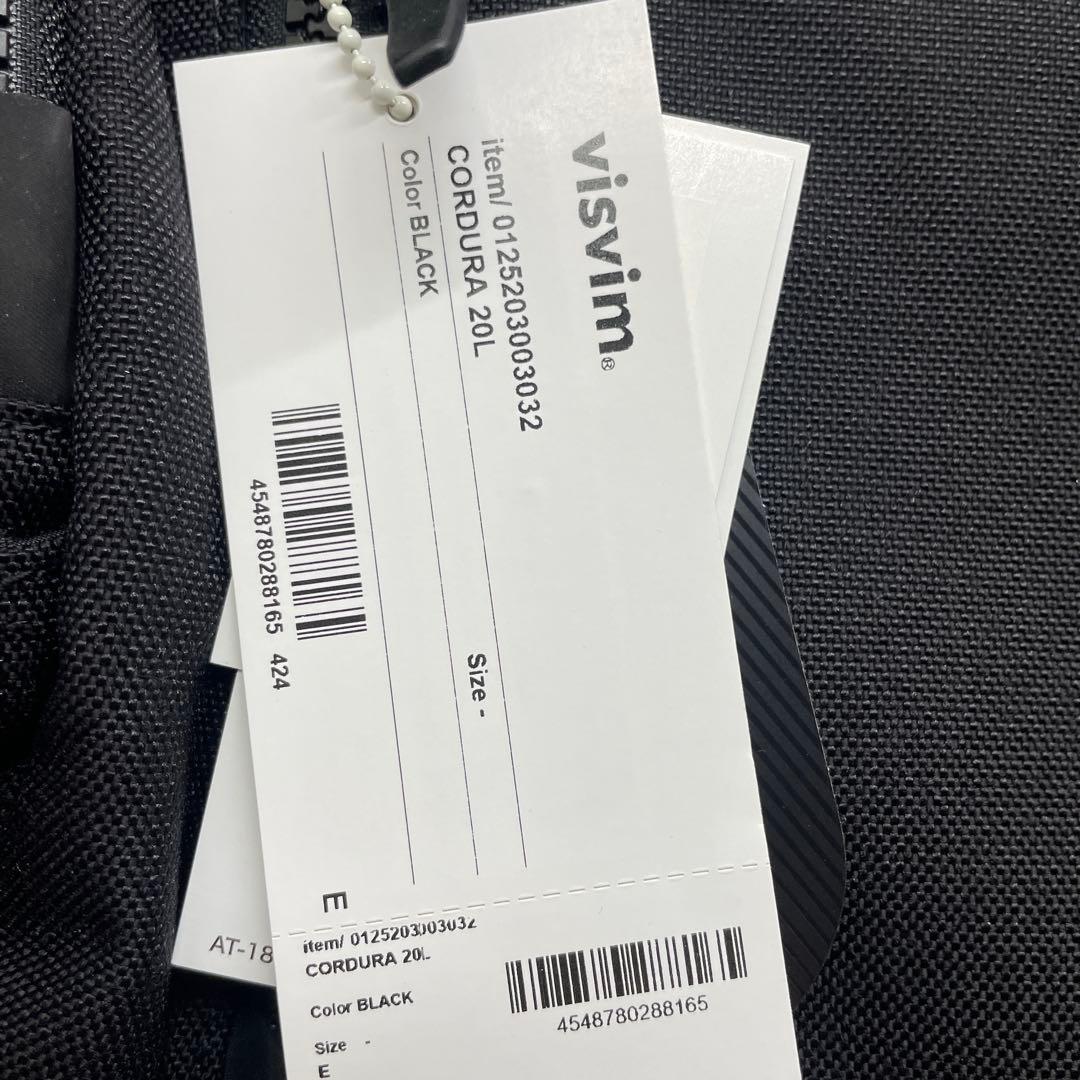 visvim®
item/ 0125203003032
CORDURA 20L
Size -
Color BLACK
4548780288165 424
E
item/ 0125203003032
CORDURA 20L
Color BLACK
Size -
E
4548780288165
AT-18